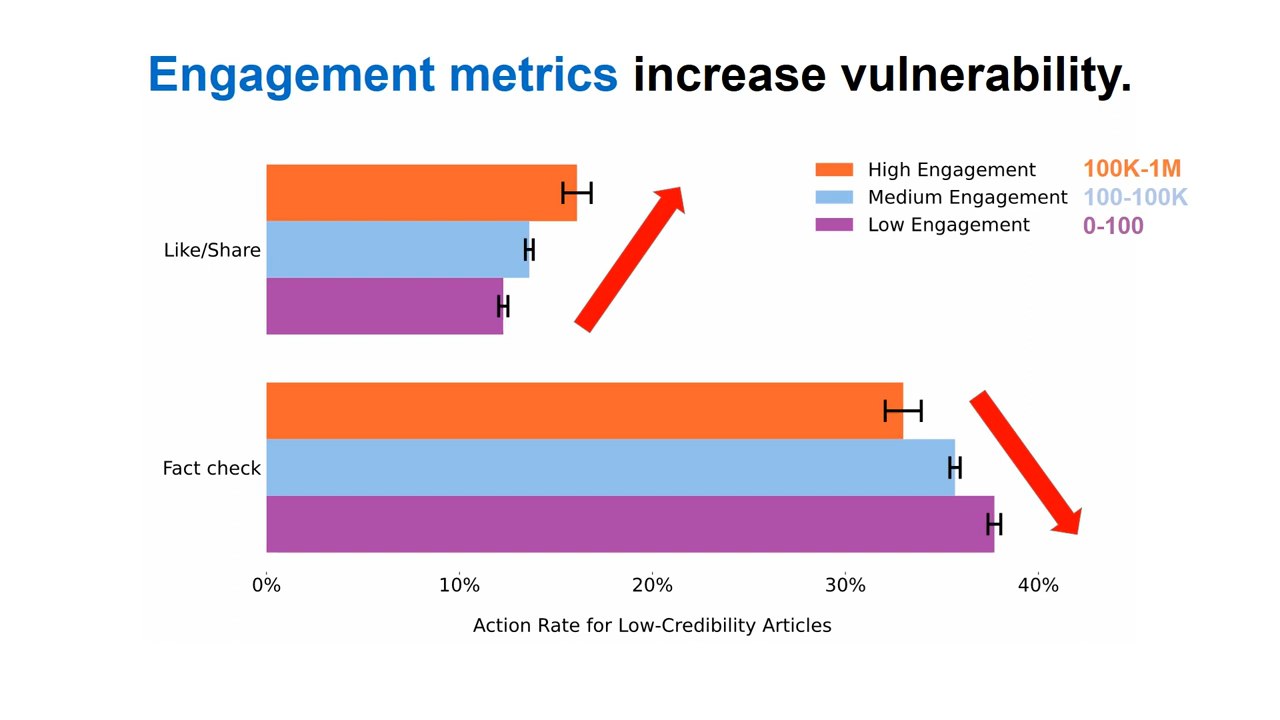 Engagement metrics increase vulnerability.
High Engagement 100K-1M
Medium Engagement 100-100K
Low Engagement 0-100
Like/Share
Fact check
0% 10% 20% 30% 40%
Action Rate for Low-Credibility Articles